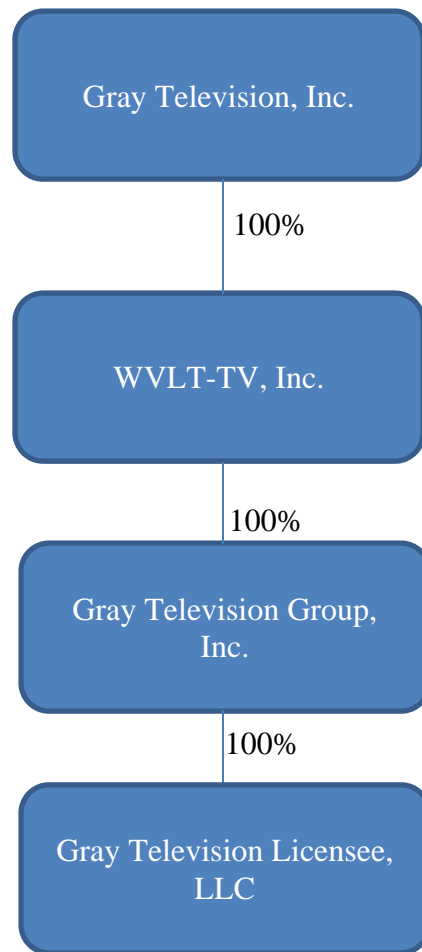 Gray Television, Inc.
100%
WVLT-TV, Inc.
100%
Gray Television Group,
Inc.
100%
Gray Television Licensee,
LLC